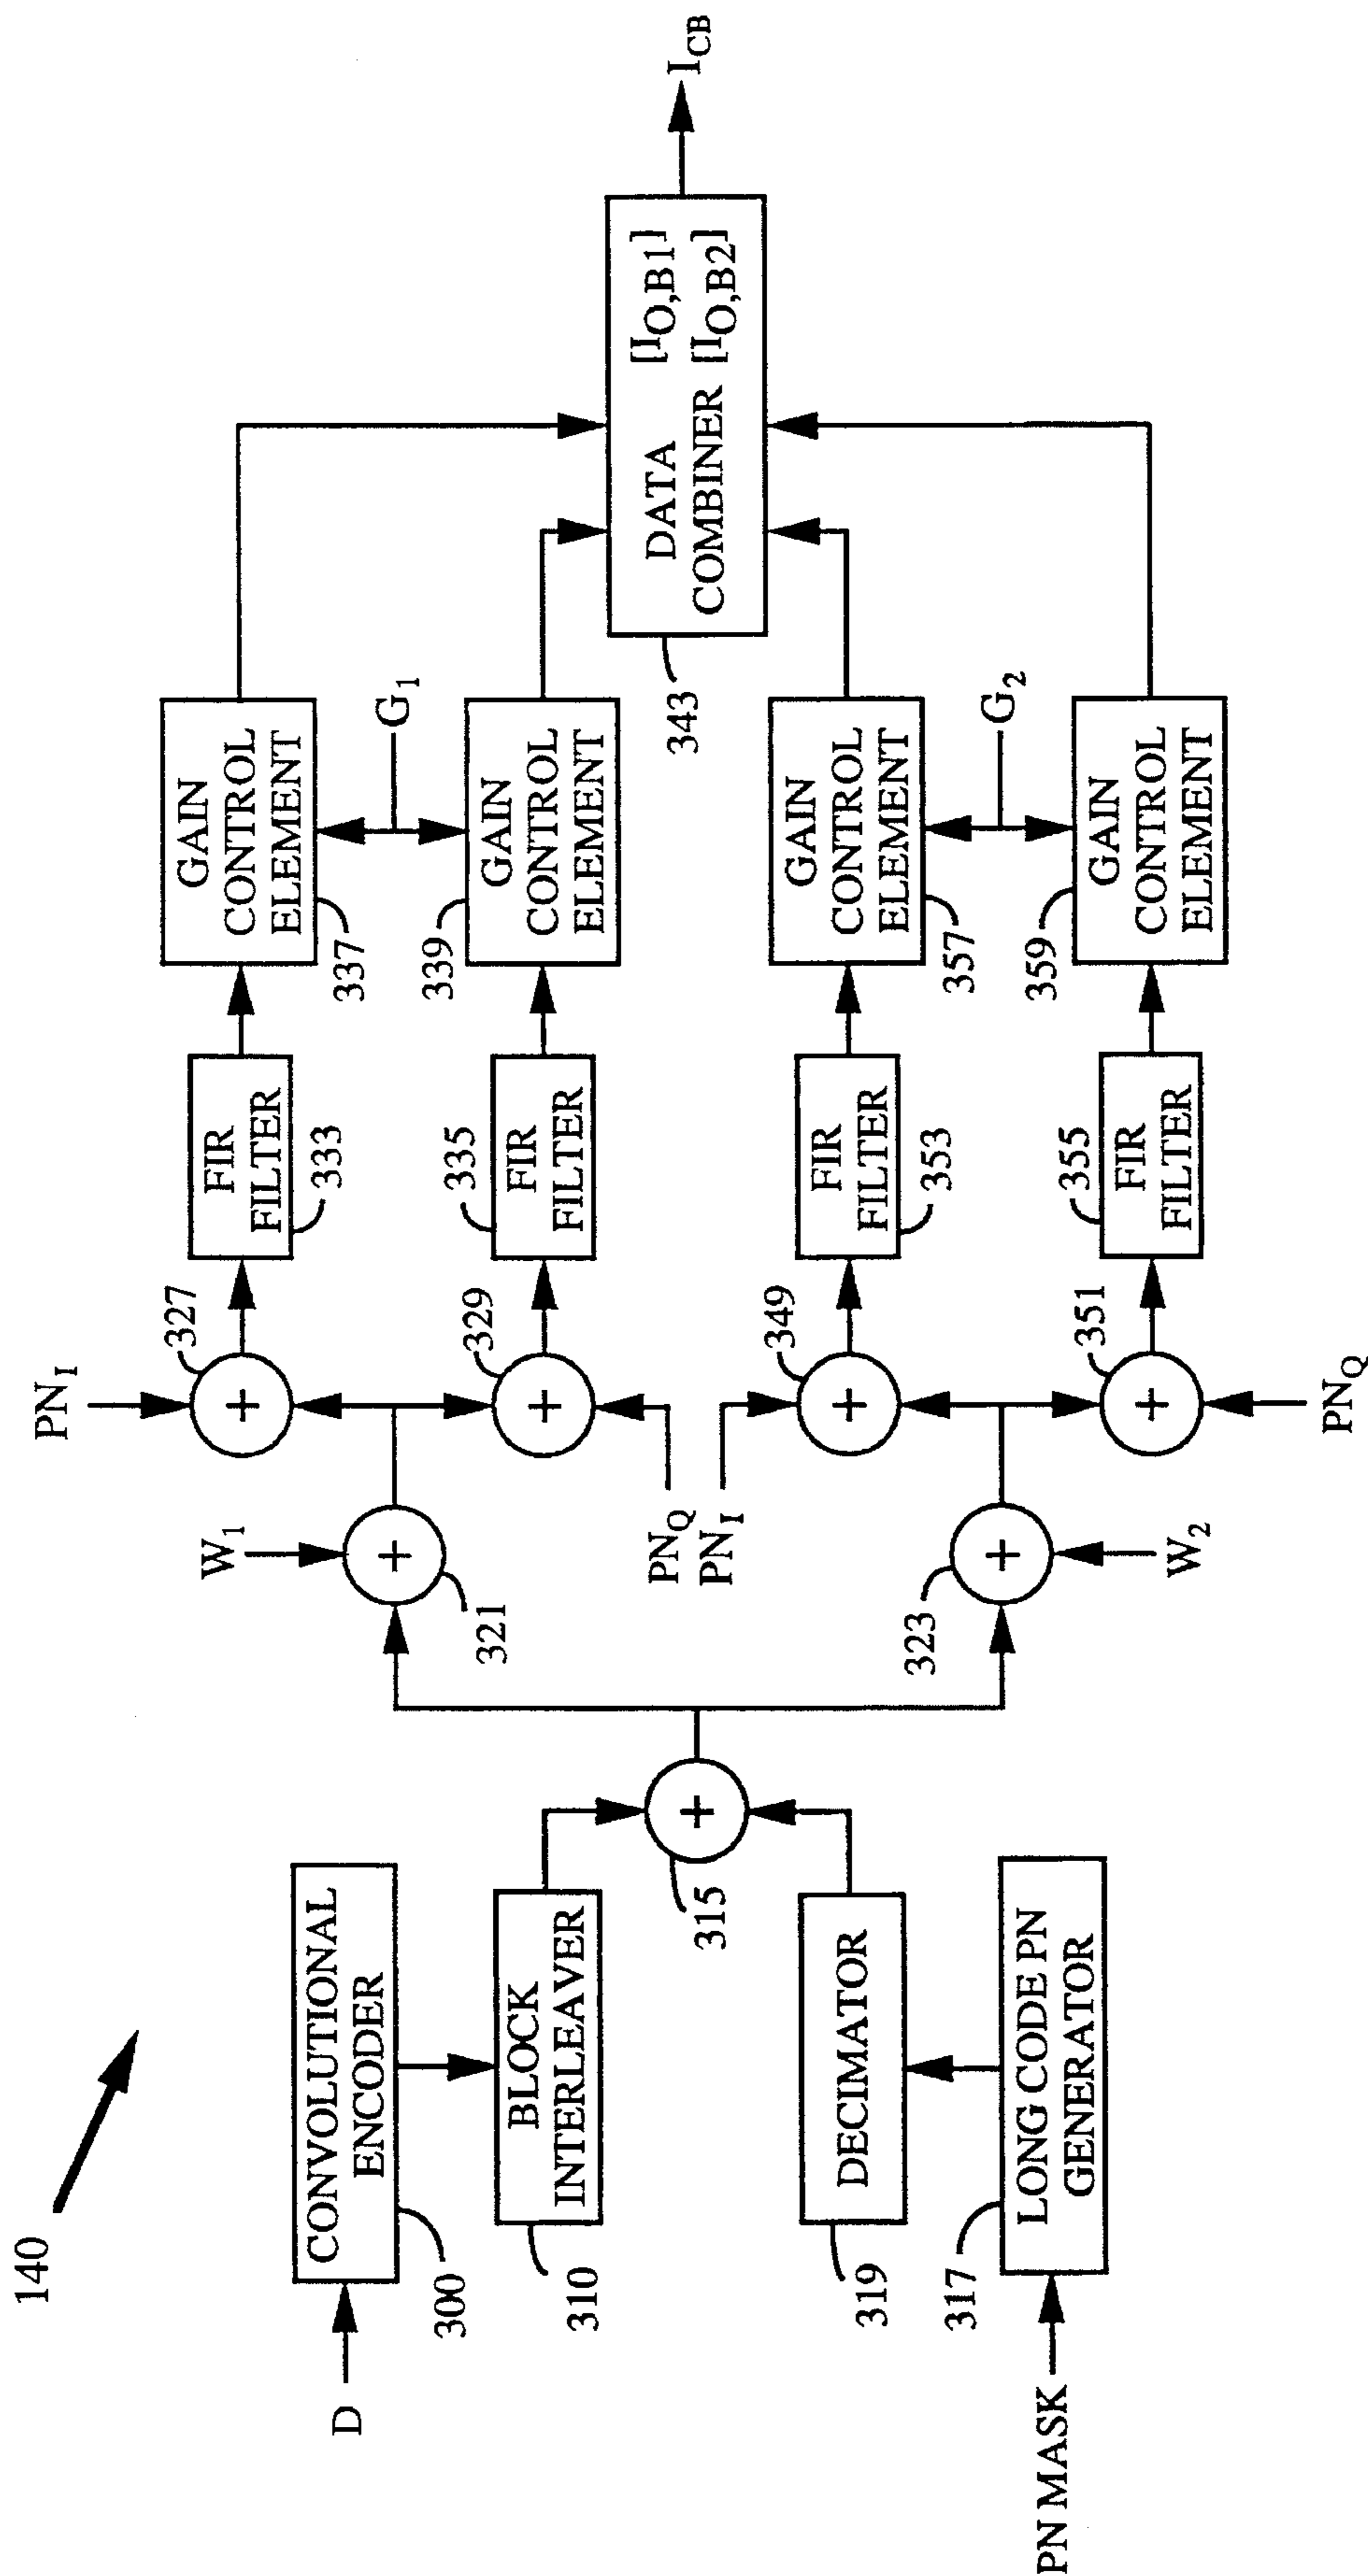 140
D
CONVOLUTIONAL
ENCODER
300
BLOCK
INTERLEAVER
310
DECIMATOR
319
LONG CODE PN
GENERATOR
317
PN MASK
+
315
W1
+
321
+
323
W2
PNI
+
327
+
329
PNQ
PNI
+
349
+
351
PNQ
FIR
FILTER
333
FIR
FILTER
335
FIR
FILTER
353
FIR
FILTER
355
GAIN
CONTROL
ELEMENT
337
G1
GAIN
CONTROL
ELEMENT
339
GAIN
CONTROL
ELEMENT
357
G2
GAIN
CONTROL
ELEMENT
359
DATA [IO,B1]
COMBINER [IO,B2]
343
ICB